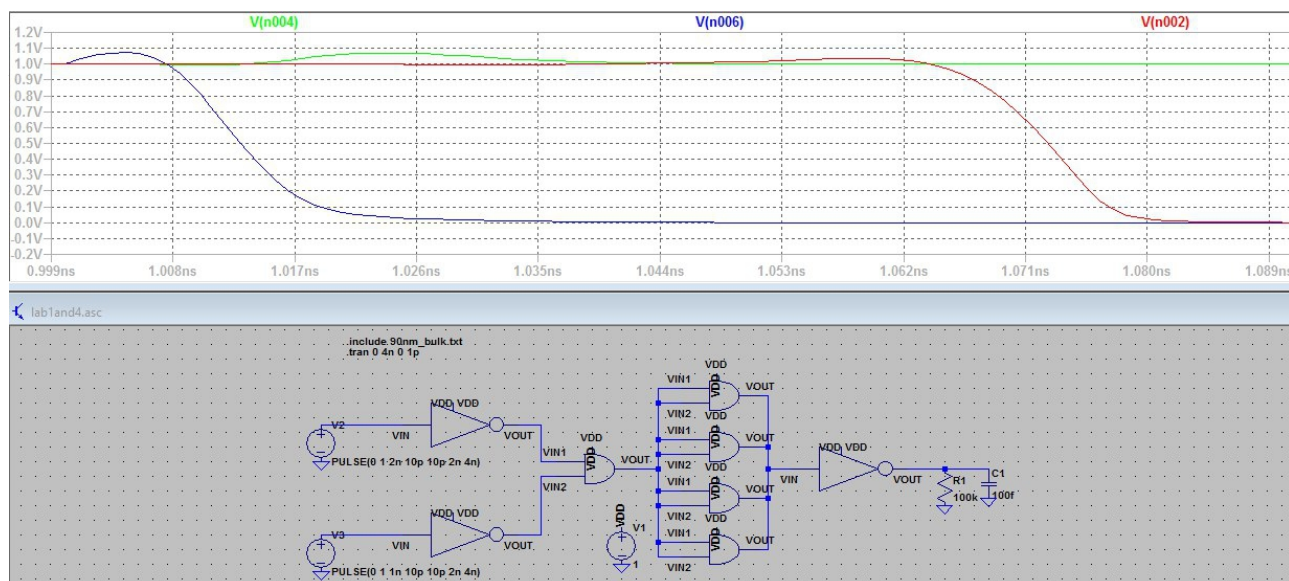 V(n004) V(n006) V(n002)
1.2V
1.1V
1.0V
0.9V
0.8V
0.7V
0.6V
0.5V
0.4V
0.3V
0.2V
0.1V
0.0V
-0.1V
-0.2V
0.999ns 1.008ns 1.017ns 1.026ns 1.035ns 1.044ns 1.053ns 1.062ns 1.071ns 1.080ns 1.089ns
lab1and4.asc
.include 90nm_bulk.txt
.tran 0 4n 0 1p
V2
PULSE(0 1 2n 10p 10p 2n 4n)
VDD VDD
VIN
VOUT
V3
PULSE(0 1 1n 10p 10p 2n 4n)
VDD VDD
VIN
VOUT
VDD
VDD
VIN1
VIN2
VOUT
VDD
V1
1
VDD
VDD
VIN1
VIN2
VOUT
VDD
VDD
VIN1
VIN2
VOUT
VDD
VDD
VIN1
VIN2
VOUT
VDD
VDD
VIN1
VIN2
VOUT
VDD VDD
VIN
VOUT
R1
100k
C1
100f